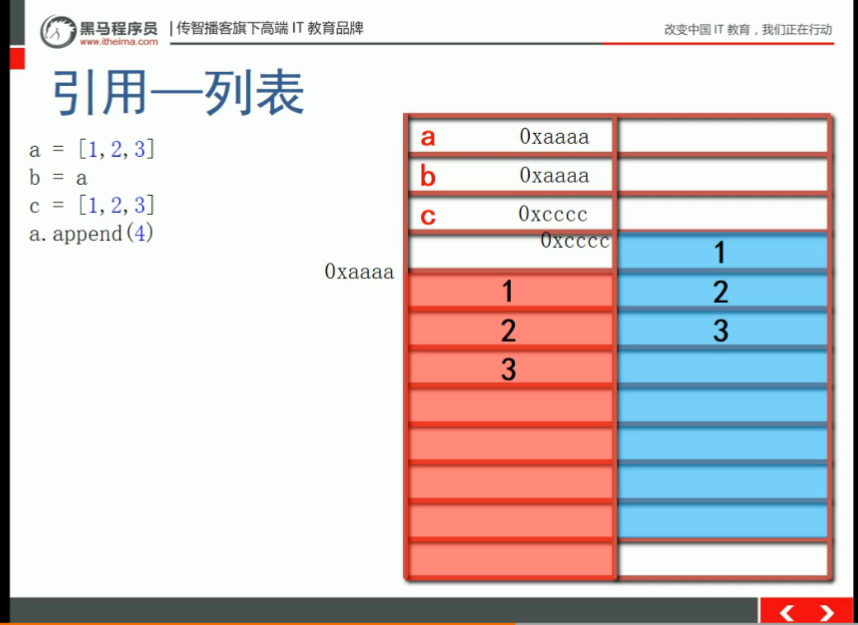 黑马程序员 | 传智播客旗下高端 IT 教育品牌
www.itheima.com
改变中国 IT 教育，我们正在行动
引用—列表
a = [1,2,3]
b = a
c = [1,2,3]
a.append(4)
a 0xaaaa
b 0xaaaa
c 0xcccc
0xcccc 1
0xaaaa
1 2
2 3
3